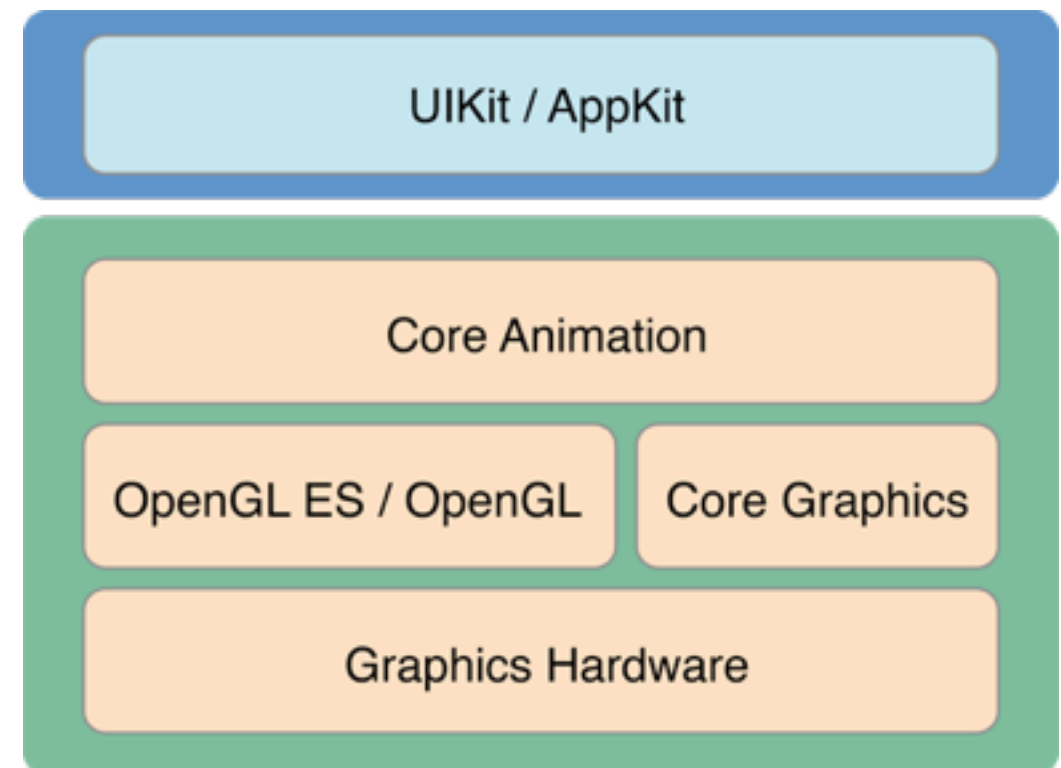 UIKit / AppKit
Core Animation
OpenGL ES / OpenGL
Core Graphics
Graphics Hardware